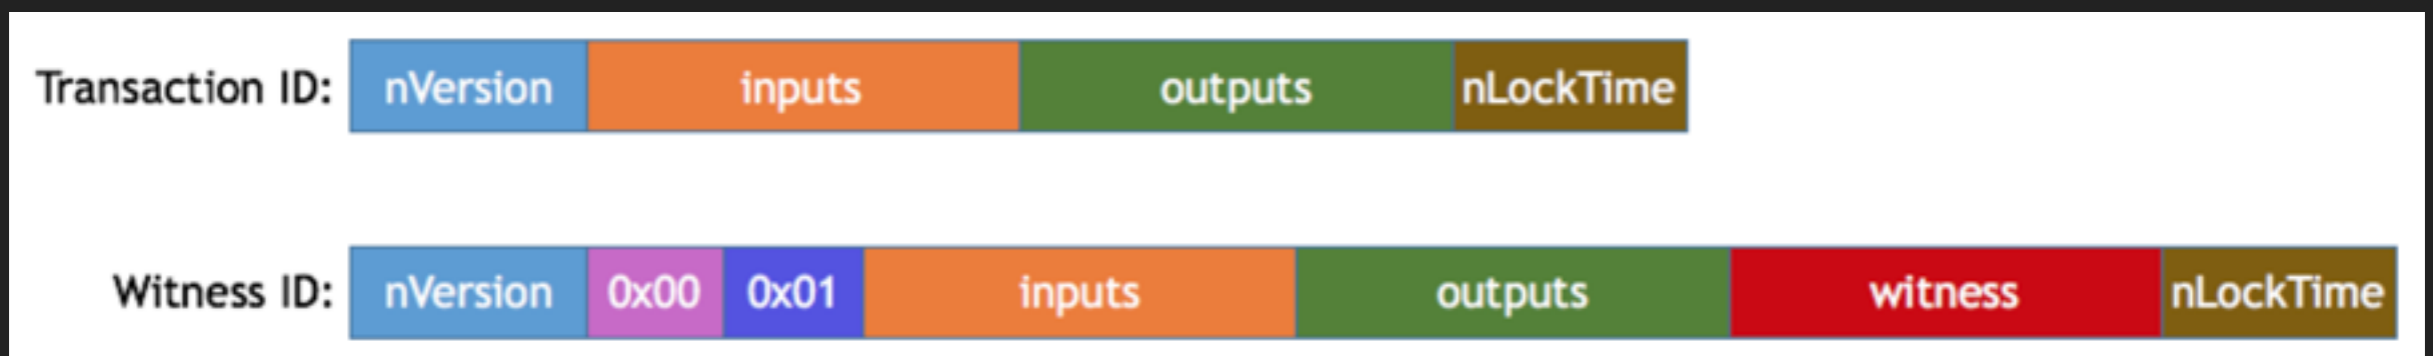 Transaction ID: nVersion inputs outputs nLockTime
Witness ID: nVersion 0x00 0x01 inputs outputs witness nLockTime